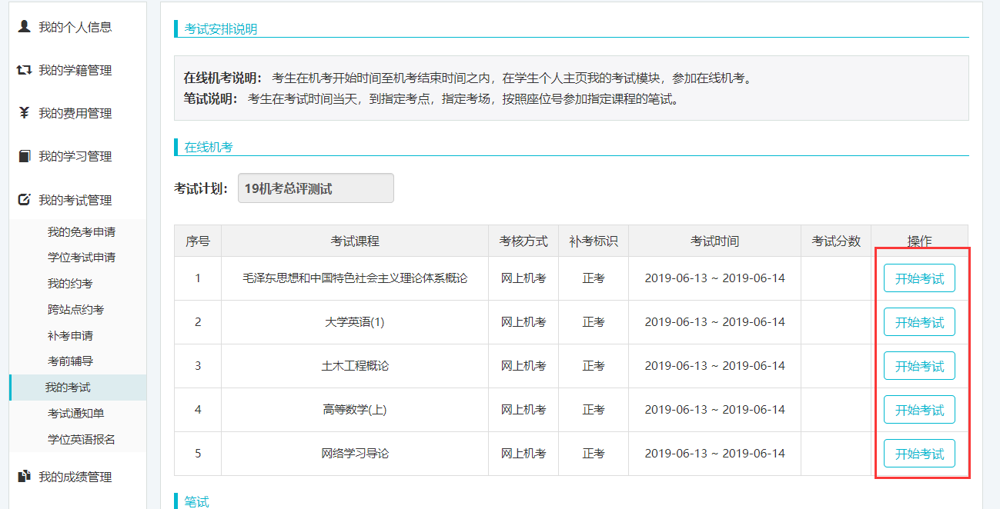 我的个人信息
我的学籍管理
我的费用管理
我的学习管理
我的考试管理
我的免考申请
学位考试申请
我的约考
跨站点约考
补考申请
考前辅导
我的考试
考试通知单
学位英语报名
我的成绩管理
考试安排说明
在线机考说明： 考生在机考开始时间至机考结束时间之内，在学生个人主页我的考试模块，参加在线机考。
笔试说明： 考生在考试时间当天，到指定考点，指定考场，按照座位号参加指定课程的笔试。
在线机考
考试计划： 19机考总评测试
序号 考试课程 考核方式 补考标识 考试时间 考试分数 操作
1 毛泽东思想和中国特色社会主义理论体系概论 网上机考 正考 2019-06-13 ~ 2019-06-14 开始考试
2 大学英语(1) 网上机考 正考 2019-06-13 ~ 2019-06-14 开始考试
3 土木工程概论 网上机考 正考 2019-06-13 ~ 2019-06-14 开始考试
4 高等数学(上) 网上机考 正考 2019-06-13 ~ 2019-06-14 开始考试
5 网络学习导论 网上机考 正考 2019-06-13 ~ 2019-06-14 开始考试
笔试